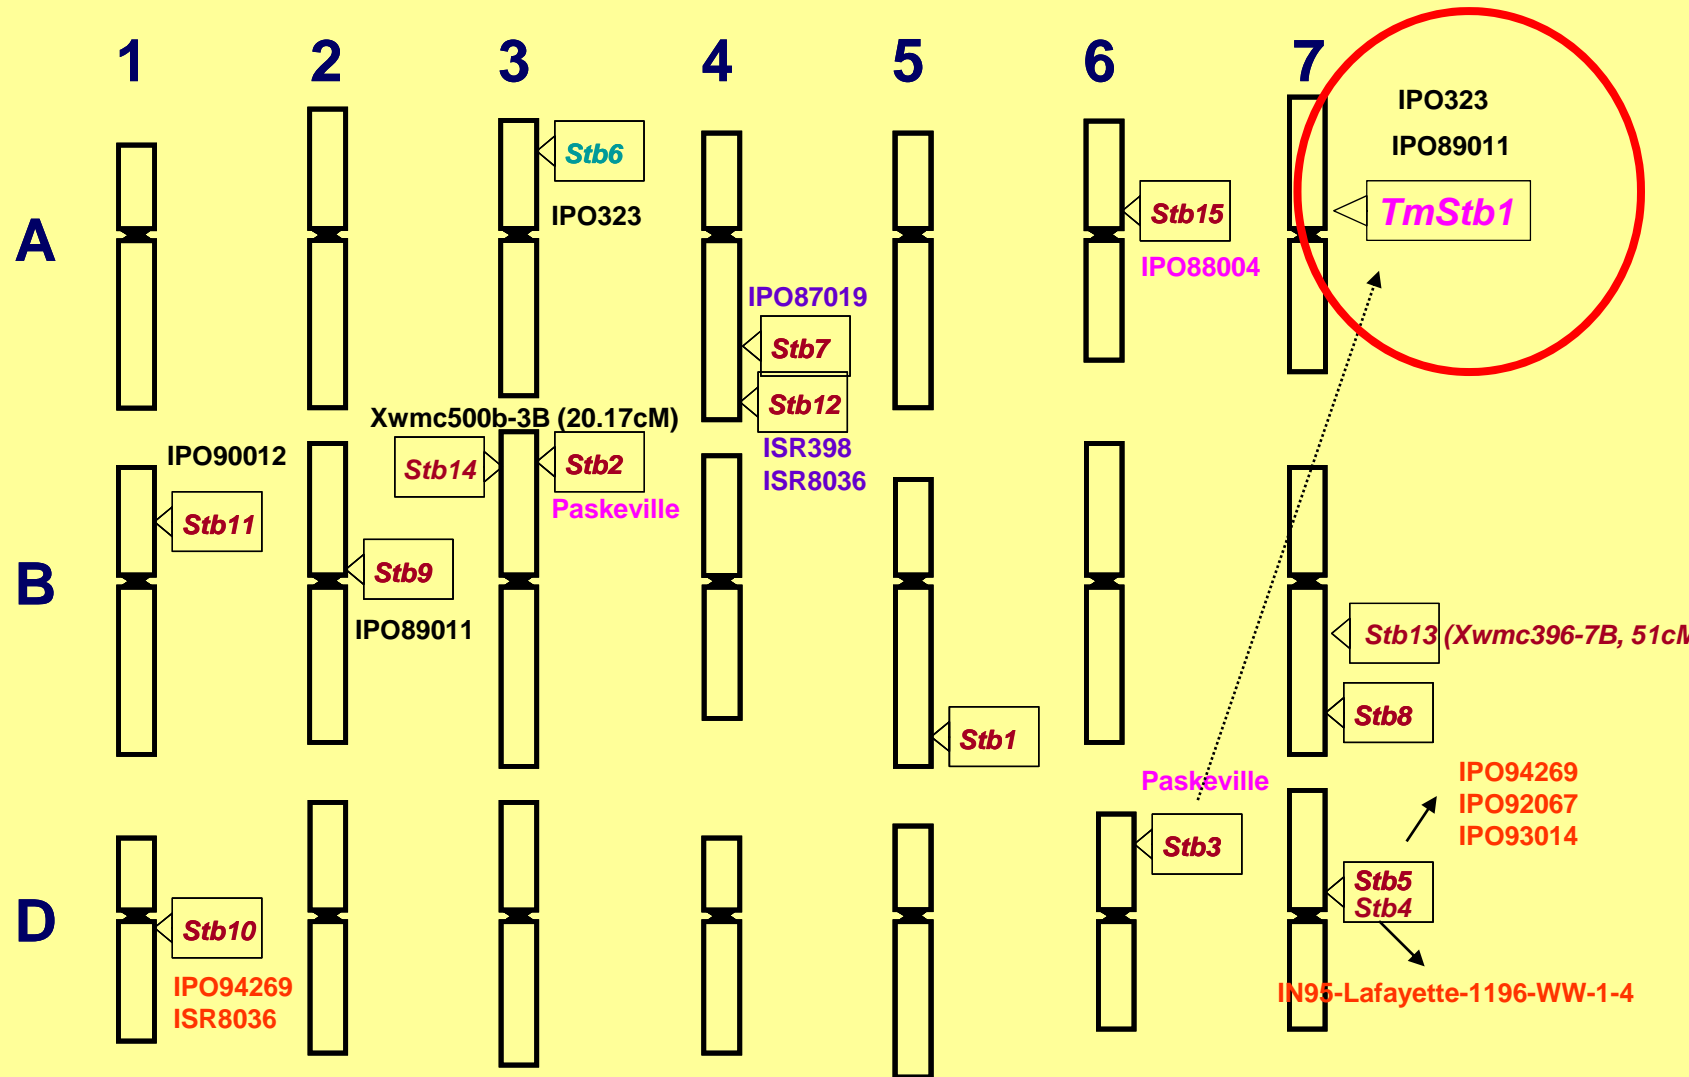 1 2 3 4 5 6 7
A
Stb6
IPO323
IPO87019
Stb7
Stb12
ISR398
ISR8036
Stb15
IPO88004
IPO323
IPO89011
TmStb1
B
IPO90012
Stb11
Stb9
IPO89011
Xwmc500b-3B (20.17cM)
Stb14
Stb2
Paskeville
Stb1
Stb13 (Xwmc396-7B, 51cM
Stb8
D
Stb10
IPO94269
ISR8036
Paskeville
Stb3
IPO94269
IPO92067
IPO93014
Stb5
Stb4
IN95-Lafayette-1196-WW-1-4